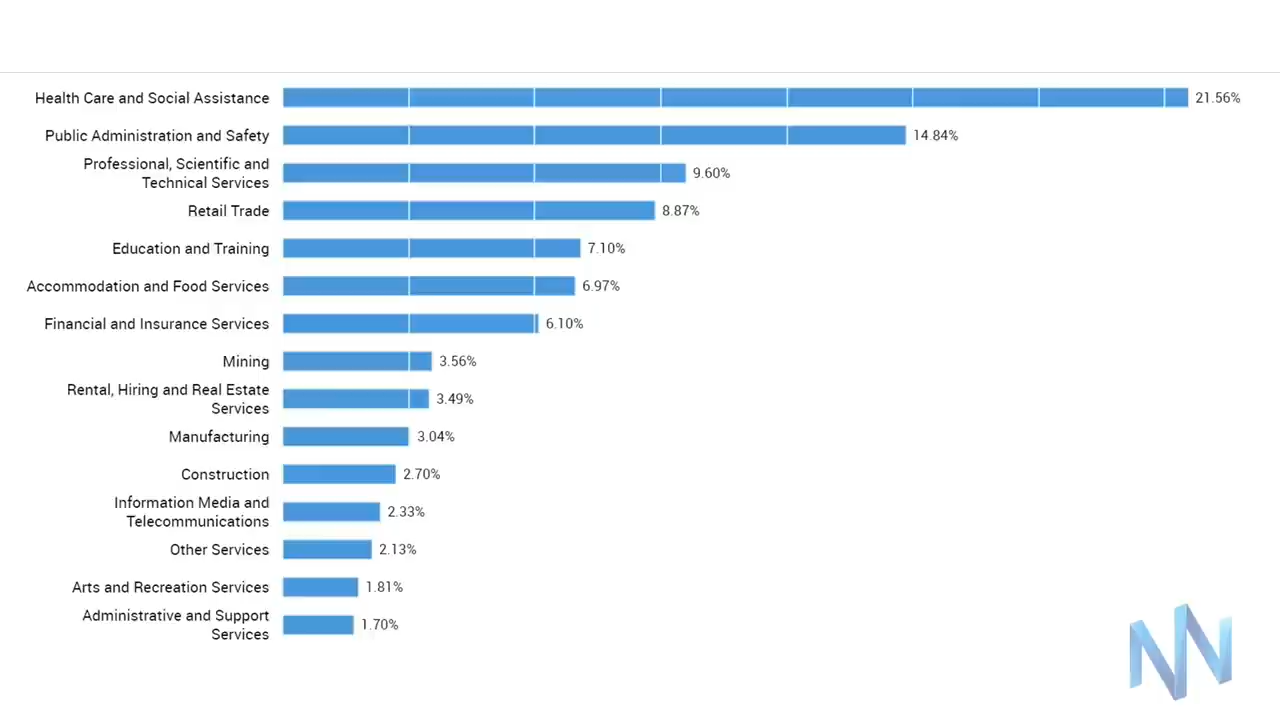 Health Care and Social Assistance
21.56%
Public Administration and Safety
14.84%
Professional, Scientific and
Technical Services
9.60%
Retail Trade
8.87%
Education and Training
7.10%
Accommodation and Food Services
6.97%
Financial and Insurance Services
6.10%
Mining
3.56%
Rental, Hiring and Real Estate
Services
3.49%
Manufacturing
3.04%
Construction
2.70%
Information Media and
Telecommunications
2.33%
Other Services
2.13%
Arts and Recreation Services
1.81%
Administrative and Support
Services
1.70%